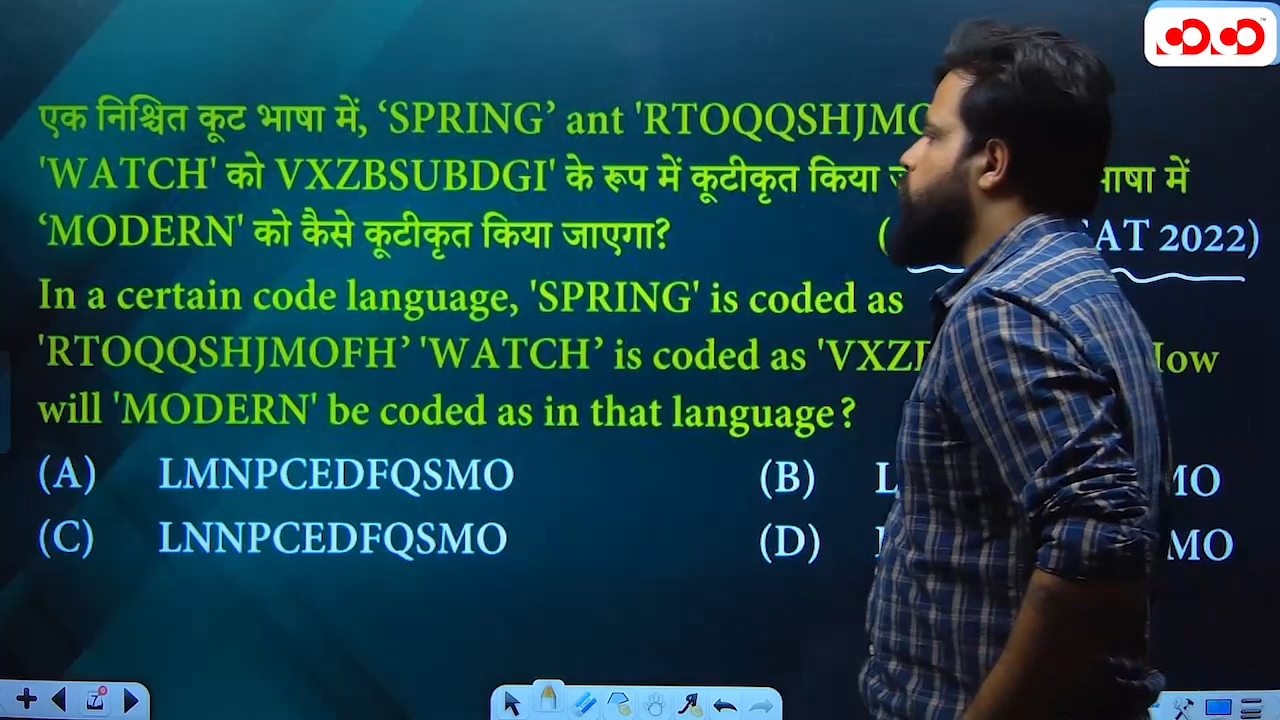 एक निश्चित कूट भाषा में, ‘SPRING’ ant 'RTOQQSHJMO
'WATCH' को VXZBSUBDGI' के रूप में कूटीकृत किया भाषा में
‘MODERN' को कैसे कूटीकृत किया जाएगा? ( AT 2022)
In a certain code language, 'SPRING' is coded as
'RTOQQSHJMOFH’ 'WATCH’ is coded as 'VXZ How
will 'MODERN' be coded as in that language?
(A) LMNPCEDFQSMO (B) L MO
(C) LNNPCEDFQSMO (D) MO